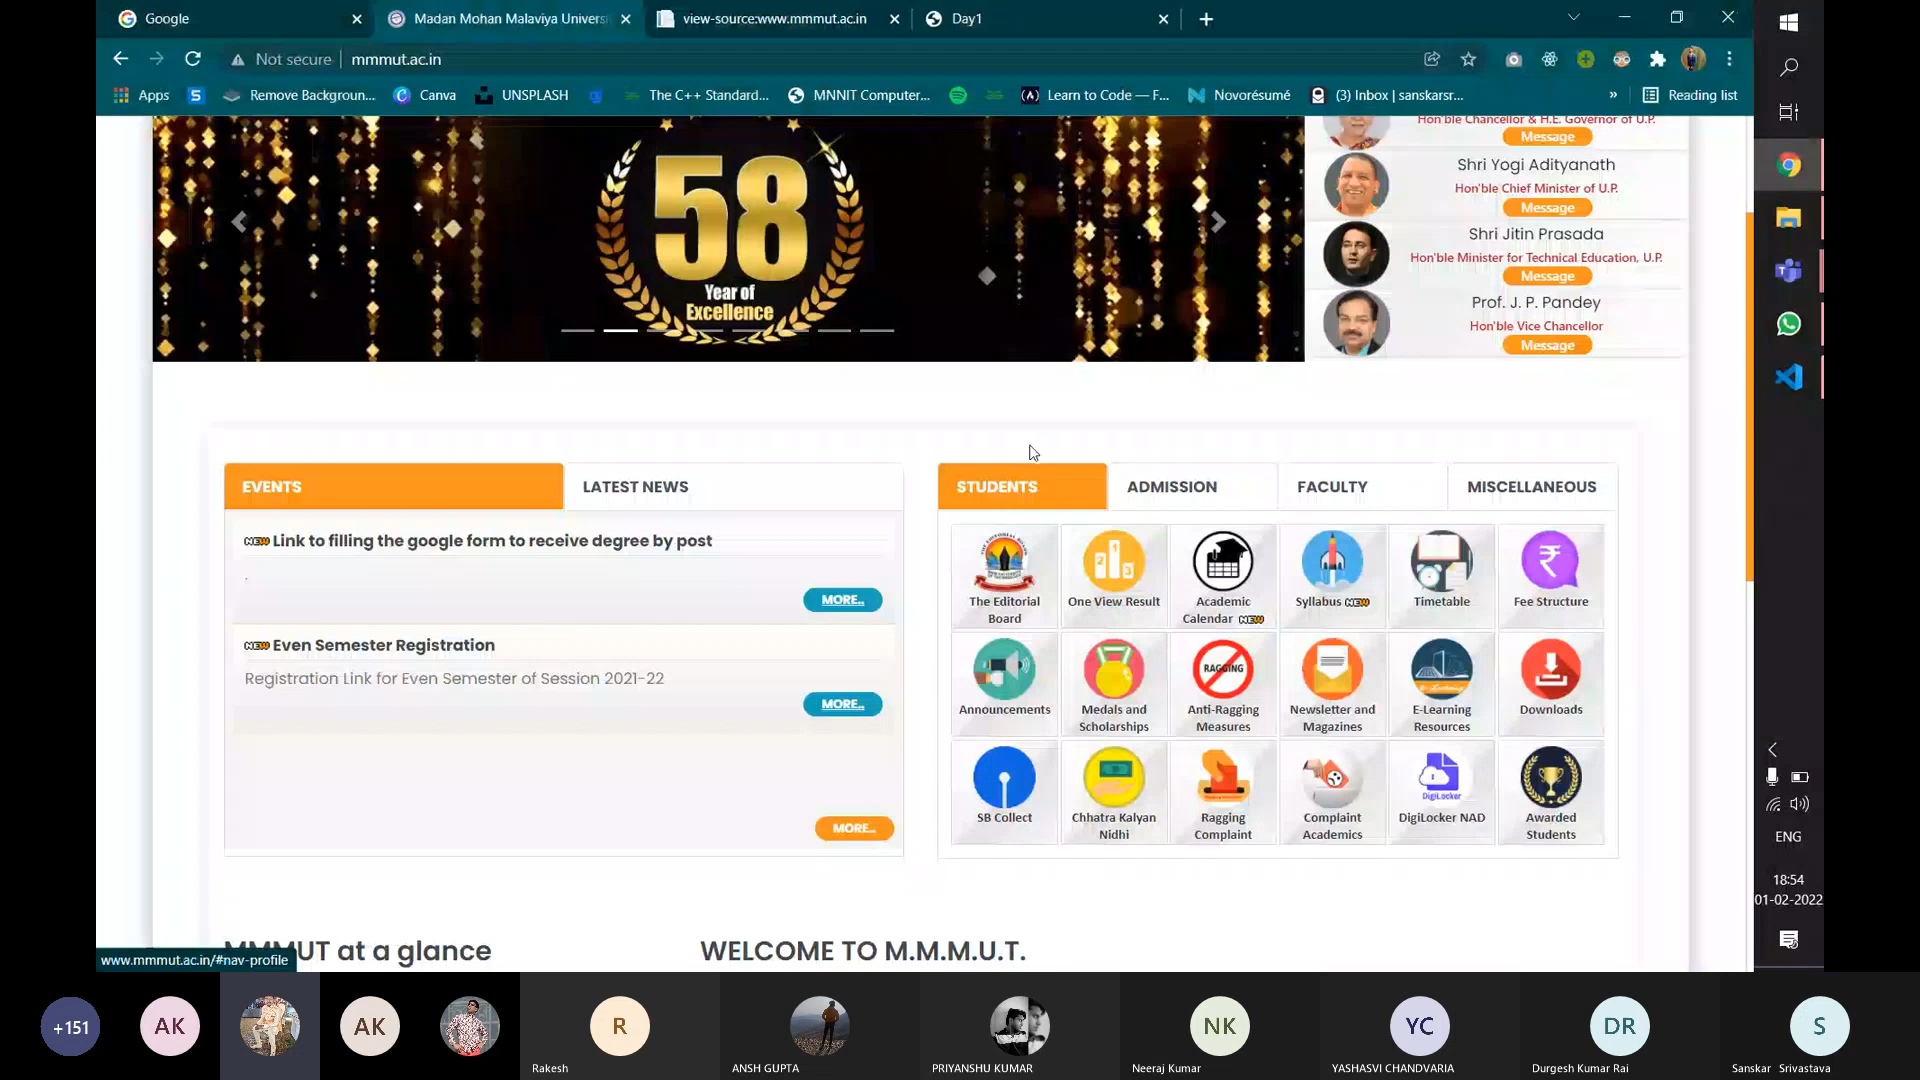 Google
Madan Mohan Malaviya Universi
view-source:www.mmmut.ac.in
Day1
Not secure
mmmut.ac.in
Apps
Remove Backgroun...
Canva
UNSPLASH
The C++ Standard...
MNNIT Computer...
Learn to Code — F...
Novorésumé
(3) Inbox | sanskarsr...
»
Reading list
58
Year of
Excellence
Hon'ble Chancellor & H.E. Governor of U.P.
Message
Shri Yogi Adityanath
Hon'ble Chief Minister of U.P.
Message
Shri Jitin Prasada
Hon'ble Minister for Technical Education, U.P.
Message
Prof. J. P. Pandey
Hon'ble Vice Chancellor
Message
EVENTS
LATEST NEWS
NEW Link to filling the google form to receive degree by post
.
MORE..
NEW Even Semester Registration
Registration Link for Even Semester of Session 2021-22
MORE..
MORE..
STUDENTS
ADMISSION
FACULTY
MISCELLANEOUS
The Editorial
Board
One View Result
Academic
Calendar NEW
Syllabus NEW
Timetable
Fee Structure
Announcements
Medals and
Scholarships
RAGGING
Anti-Ragging
Measures
Newsletter and
Magazines
E-Learning
Resources
Downloads
SB Collect
Chhatra Kalyan
Nidhi
Ragging
Complaint
Complaint
Academics
DigiLocker
DigiLocker NAD
Awarded
Students
MMMUT at a glance
WELCOME TO M.M.M.U.T.
www.mmmut.ac.in/#nav-profile
ENG
18:54
01-02-2022
+151
AK
AK
R
Rakesh
ANSH GUPTA
PRIYANSHU KUMAR
NK
Neeraj Kumar
YC
YASHASVI CHANDVARIA
DR
Durgesh Kumar Rai
S
Sanskar Srivastava